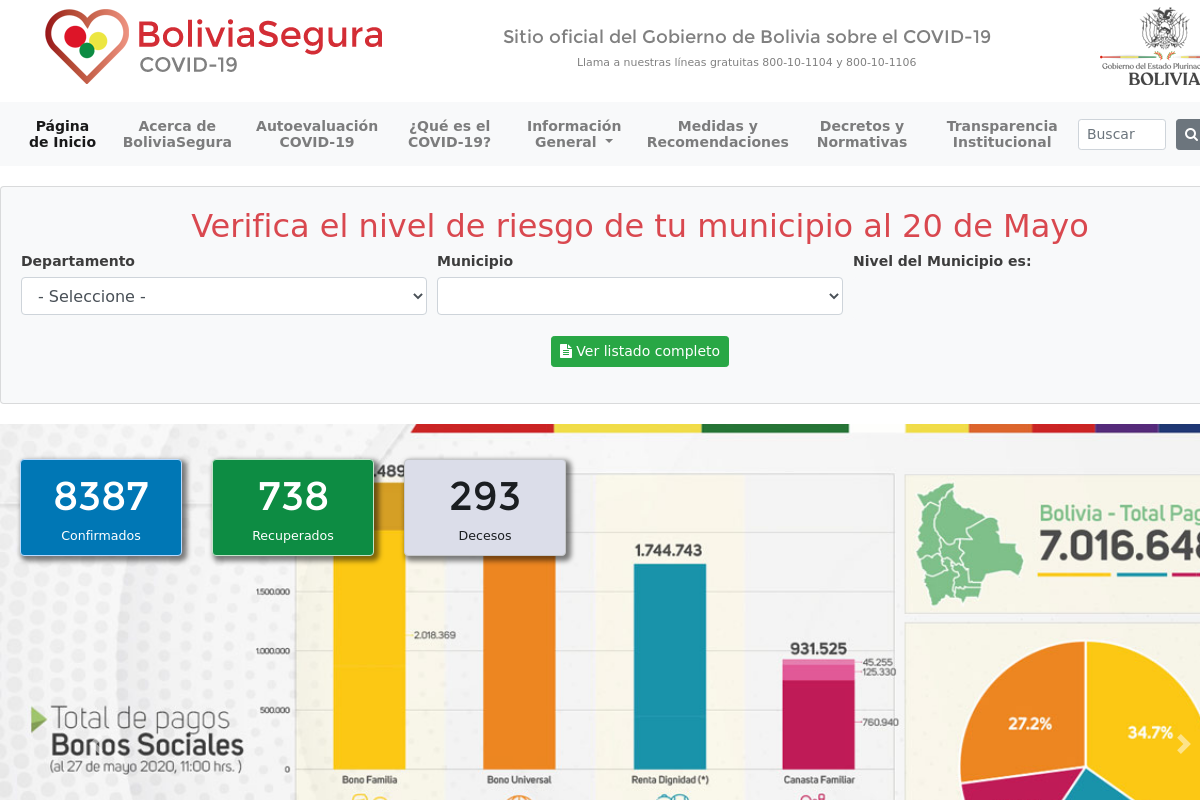 BoliviaSegura
COVID-19
Sitio oficial del Gobierno de Bolivia sobre el COVID-19
Llama a nuestras líneas gratuitas 800-10-1104 y 800-10-1106
Gobierno del Estado
BOLIVIA
Página
de Inicio
Acerca de
BoliviaSegura
Autoevaluación
COVID-19
¿Qué es el
COVID-19?
Información
General
Medidas y
Recomendaciones
Decretos y
Normativas
Transparencia
Institucional
Buscar
Verifica el nivel de riesgo de tu municipio al 20 de Mayo
Departamento
Municipio
Nivel del Municipio es:
- Seleccione -
Ver listado completo
8387
Confirmados
738
Recuperados
293
Decesos
.489
1.744.743
931.525
1.500.000
1.000.000
500.000
0
2.018.369
45.255
125.330
760.940
Total de pagos
Bonos Sociales
(al 27 de mayo 2020, 11:00 hrs. )
Bono Familia
Bono Universal
Renta Dignidad (*)
Canasta Familiar
Bolivia - Total Pag
7.016.648
27.2%
34.7%